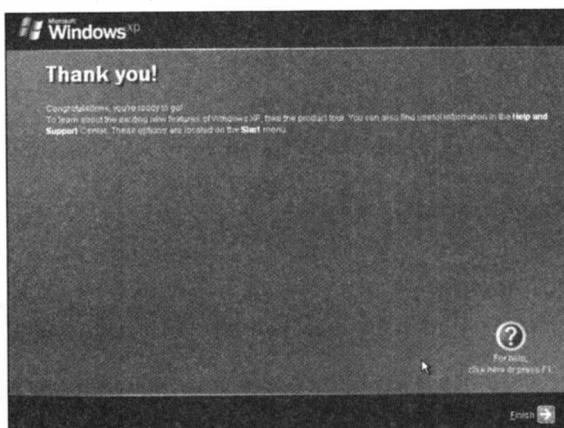 Microsoft
Windows xp
Thank you!
Congratulations, you're ready to go!
To learn about the exciting new features of Windows XP, take the product tour. You can also find useful information in the Help and
Support Center. These options are located on the Start menu.
?
For help,
click here or press F1.
Finish